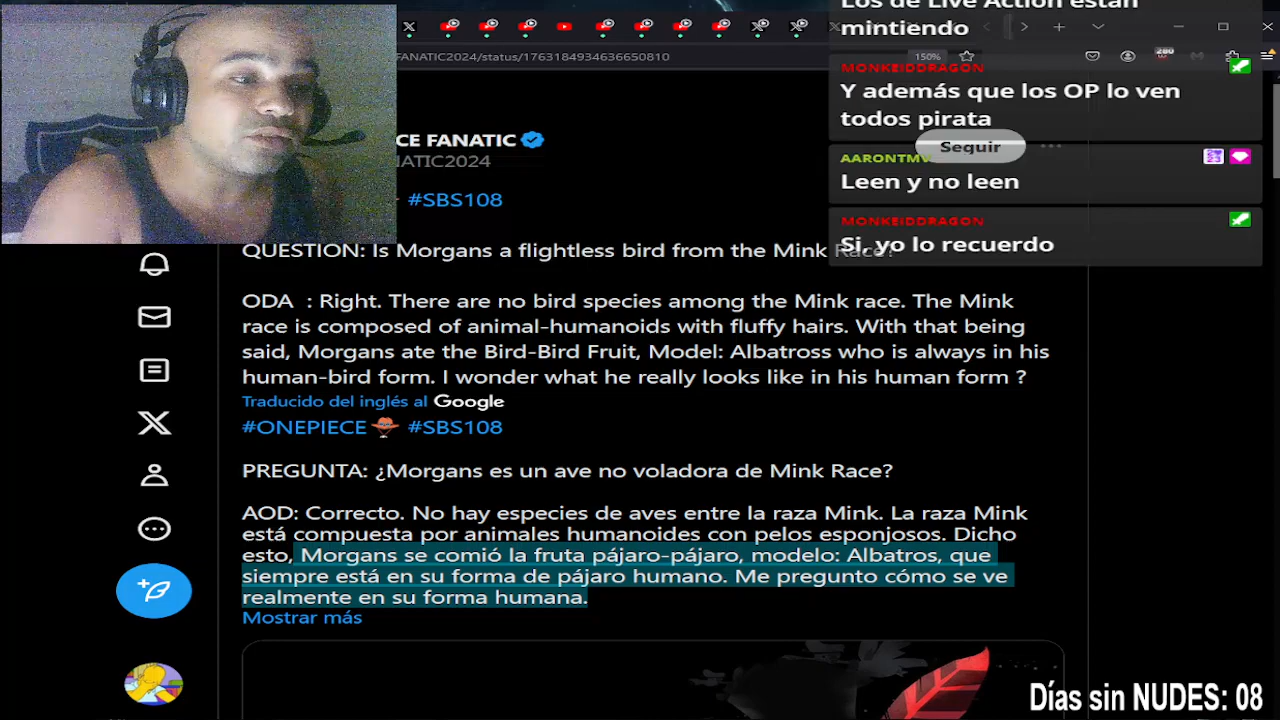 Los de Live Action están
mintiendo
FANATIC2024/status/1763184934636650810
150%
280
MONKEIDDRAGON
Y además que los OP lo ven
todos pirata
CE FANATIC
Seguir
NATIC2024
AARONTMV
Leen y no leen
#SBS108
MONKEIDDRAGON
Si, yo lo recuerdo
QUESTION: Is Morgans a flightless bird from the Mink Race?
ODA : Right. There are no bird species among the Mink race. The Mink
race is composed of animal-humanoids with fluffy hairs. With that being
said, Morgans ate the Bird-Bird Fruit, Model: Albatross who is always in his
human-bird form. I wonder what he really looks like in his human form ?
Traducido del inglés al Google
#ONEPIECE #SBS108
PREGUNTA: ¿Morgans es un ave no voladora de Mink Race?
AOD: Correcto. No hay especies de aves entre la raza Mink. La raza Mink
está compuesta por animales humanoides con pelos esponjosos. Dicho
esto, Morgans se comió la fruta pájaro-pájaro, modelo: Albatros, que
siempre está en su forma de pájaro humano. Me pregunto cómo se ve
realmente en su forma humana.
Mostrar más
Días sin NUDES: 08